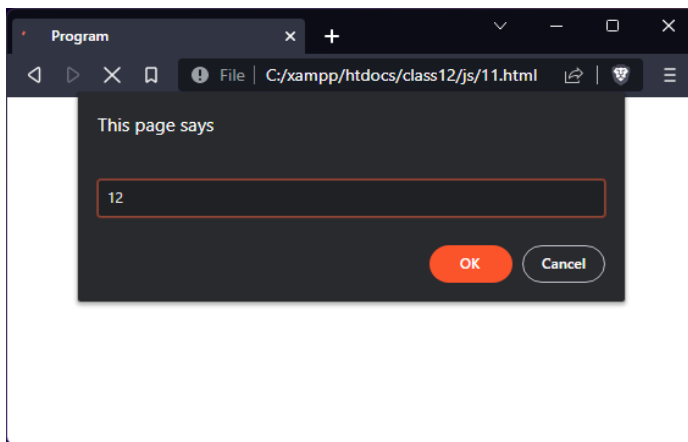 Program
File C:/xampp/htdocs/class12/js/11.html
This page says
12
OK Cancel